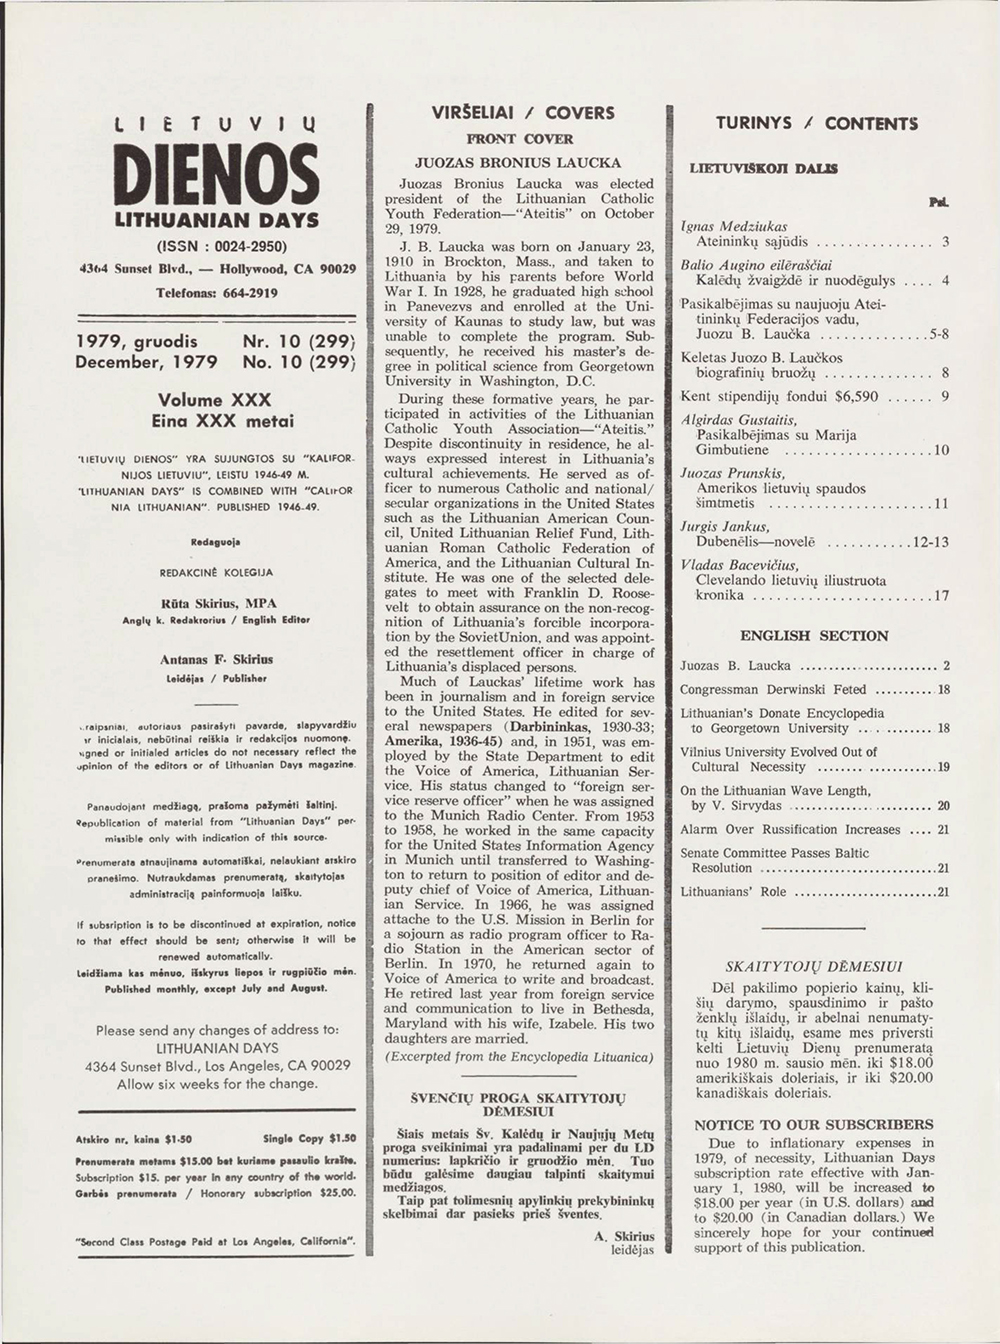 LIETUVIŲ
DIENOS
LITHUANIAN DAYS
(ISSN : 0024-2950)
4364 Sunset Blvd., — Hollywood, CA 90029
Telefonas: 664-2919
1979, gruodis Nr. 10 (299)
December, 1979 No. 10 (299)
Volume XXX
Eina XXX metai
"LIETUVIŲ DIENOS" YRA SUJUNGTOS SU "KALIFOR-
NIJOS LIETUVIU", LEISTU 1946-49 M.
"LITHUANIAN DAYS" IS COMBINED WITH "CALIFOR
NIA LITHUANIAN". PUBLISHED 1946-49.
Redaguoja
REDAKCINĖ KOLEGIJA
Rūta Skirius, MPA
Anglų k. Redakrorius / English Editor
Antanas F. Skirius
Leidėjas / Publisher
raipsniai, autoriaus pasirašyti pavarde, slapyvardžiu
ir inicialais, nebūtinai reiškia ir redakcijos nuomonę.
signed or initialed articles do not necessary reflect the
opinion of the editors or of Lithuanian Days magazine.
Panaudojant medžiagą, prašoma pažymėti šaltinį.
Republication of material from "Lithuanian Days" per-
missible only with indication of this source.
Prenumerata atnaujinama automatiškai, nelaukiant atskiro
pranešimo. Nutraukdamas prenumeratą, skaitytojas
administraciją painformuoja laišku.
If subsription is to be discontinued at expiration, notice
to that effect should be sent; otherwise it will be
renewed automatically.
Leidžiama kas mėnuo, išskyrus liepos ir rugpiūčio mėn.
Published monthly, except July and August.
Please send any changes of address to:
LITHUANIAN DAYS
4364 Sunset Blvd., Los Angeles, CA 90029
Allow six weeks for the change.
Atskiro nr. kaina $1-50 Single Copy $1.50
Prenumerata metams $15.00 bet kuriame pasaulio krašte.
Subscription $15. per year in any country of the world.
Garbės prenumerata / Honorary subscription $25.00.
"Second Class Postage Paid at Los Angeles, California".
VIRŠELIAI / COVERS
FRONT COVER
JUOZAS BRONIUS LAUCKA
Juozas Bronius Laucka was elected
president of the Lithuanian Catholic
Youth Federation—"Ateitis" on October
29, 1979.
J. B. Laucka was born on January 23,
1910 in Brockton, Mass., and taken to
Lithuania by his parents before World
War I. In 1928, he graduated high school
in Panevezvs and enrolled at the Uni-
versity of Kaunas to study law, but was
unable to complete the program. Sub-
sequently, he received his master's de-
gree in political science from Georgetown
University in Washington, D.C.
During these formative years, he par-
ticipated in activities of the Lithuanian
Catholic Youth Association—"Ateitis."
Despite discontinuity in residence, he al-
ways expressed interest in Lithuania's
cultural achievements. He served as of-
ficer to numerous Catholic and national/
secular organizations in the United States
such as the Lithuanian American Coun-
cil, United Lithuanian Relief Fund, Lith-
uanian Roman Catholic Federation of
America, and the Lithuanian Cultural In-
stitute. He was one of the selected dele-
gates to meet with Franklin D. Roose-
velt to obtain assurance on the non-recog-
nition of Lithuania's forcible incorpora-
tion by the SovietUnion, and was appoint-
ed the resettlement officer in charge of
Lithuania's displaced persons.
Much of Lauckas' lifetime work has
been in journalism and in foreign service
to the United States. He edited for sev-
eral newspapers (Darbininkas, 1930-33;
Amerika, 1936-45) and, in 1951, was em-
ployed by the State Department to edit
the Voice of America, Lithuanian Ser-
vice. His status changed to "foreign ser-
vice reserve officer" when he was assigned
to the Munich Radio Center. From 1953
to 1958, he worked in the same capacity
for the United States Information Agency
in Munich until transferred to Washing-
ton to return to position of editor and de-
puty chief of Voice of America, Lithuan-
ian Service. In 1966, he was assigned
attache to the U.S. Mission in Berlin for
a sojourn as radio program officer to Ra-
dio Station in the American sector of
Berlin. In 1970, he returned again to
Voice of America to write and broadcast.
He retired last year from foreign service
and communication to live in Bethesda,
Maryland with his wife, Izabele. His two
daughters are married.
(Excerpted from the Encyclopedia Lituanica)
ŠVENČIŲ PROGA SKAITYTOJŲ
DĖMESIUI
Šiais metais Šv. Kalėdų ir Naujųjų Metų
proga sveikinimai yra padalinami per du LD
numerius: lapkričio ir gruodžio mėn. Tuo
būdu galėsime daugiau talpinti skaitymui
medžiagos.
Taip pat tolimesnių apylinkių prekybininkų
skelbimai dar pasieks prieš šventes.
A. Skirius
leidėjas
TURINYS / CONTENTS
LIETUVIŠKOJI DALIS
Psl.
Ignas Medziukas
Ateininkų sąjūdis ............... 3
Balio Augino eilėraščiai
Kalėdų žvaigždė ir nuodėgulys .... 4
Pasikalbėjimas su naujuoju Atei-
tininkų Federacijos vadu,
Juozu B. Laučka ..............5-8
Keletas Juozo B. Laučkos
biografinių bruožų .............. 8
Kent stipendijų fondui $6,590 ...... 9
Algirdas Gustaitis,
Pasikalbėjimas su Marija
Gimbutiene ...................10
Juozas Prunskis,
Amerikos lietuvių spaudos
šimtmetis .....................11
Jurgis Jankus,
Dubenėlis—novelė ...........12-13
Vladas Bacevičius,
Clevelando lietuvių iliustruota
kronika .......................17
ENGLISH SECTION
Juozas B. Laucka ........................ 2
Congressman Derwinski Feted ..........18
Lithuanian's Donate Encyclopedia
to Georgetown University .............. 18
Vilnius University Evolved Out of
Cultural Necessity .....................19
On the Lithuanian Wave Length,
by V. Sirvydas ......................... 20
Alarm Over Russification Increases .... 21
Senate Committee Passes Baltic
Resolution ..............................21
Lithuanians' Role ........................21
SKAITYTOJŲ DĖMESIUI
Dėl pakilimo popierio kainų, kli-
šių darymo, spausdinimo ir pašto
ženklų išlaidų, ir abelnai nenumaty-
tų kitų išlaidų, esame mes priversti
kelti Lietuvių Dienų prenumeratą
nuo 1980 m. sausio mėn. iki $18.00
amerikiškais doleriais, ir iki $20.00
kanadiškais doleriais.
NOTICE TO OUR SUBSCRIBERS
Due to inflationary expenses in
1979, of necessity, Lithuanian Days
subscription rate effective with Jan-
uary 1, 1980, will be increased to
$18.00 per year (in U.S. dollars) and
to $20.00 (in Canadian dollars.) We
sincerely hope for your continued
support of this publication.